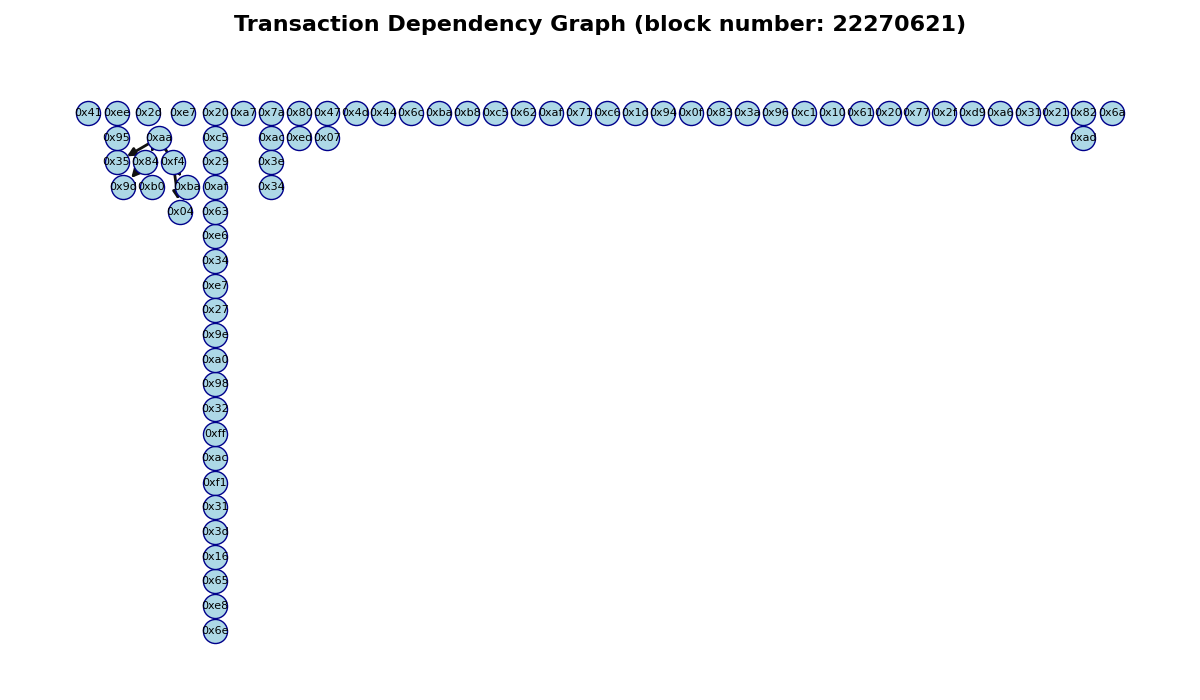 Transaction Dependency Graph (block number: 22270621)
0x41 0xee 0x2d 0xe7 0x20 0xa7 0x7a 0x80 0x47 0x4d 0x44 0x6c 0xba 0xb8 0xc5 0x62 0xaf 0x71 0xc6 0x1d 0x94 0x0f 0x83 0x3a 0x96 0xc1 0x10 0x61 0x20 0x77 0x2f 0xd9 0xa6 0x31 0x21 0x82 0x6a
0x95 0xaa 0xc5 0xac 0xed 0x07 0xad
0x35 0x84 0xf4 0x29 0x3e
0x9d 0xb0 0xba 0xaf 0x34
0x04 0x63
0xe6
0x34
0xe7
0x27
0x9e
0xa0
0x98
0x32
0xff
0xac
0xf1
0x31
0x3d
0x16
0x65
0xe8
0x6e